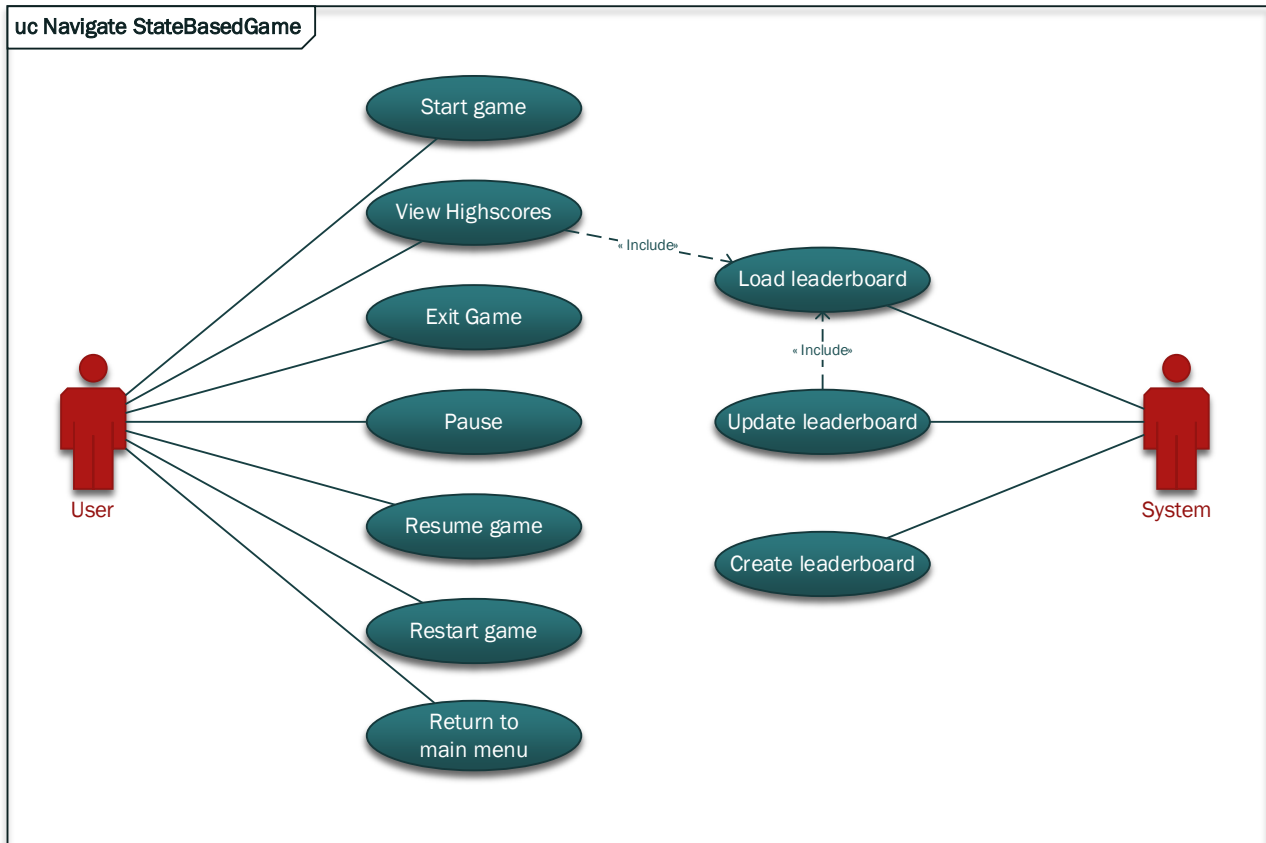 uc Navigate StateBasedGame
Start game
View Highscores
« Include»
Load leaderboard
Exit Game
« Include»
Pause
Update leaderboard
User
System
Resume game
Create leaderboard
Restart game
Return to
main menu